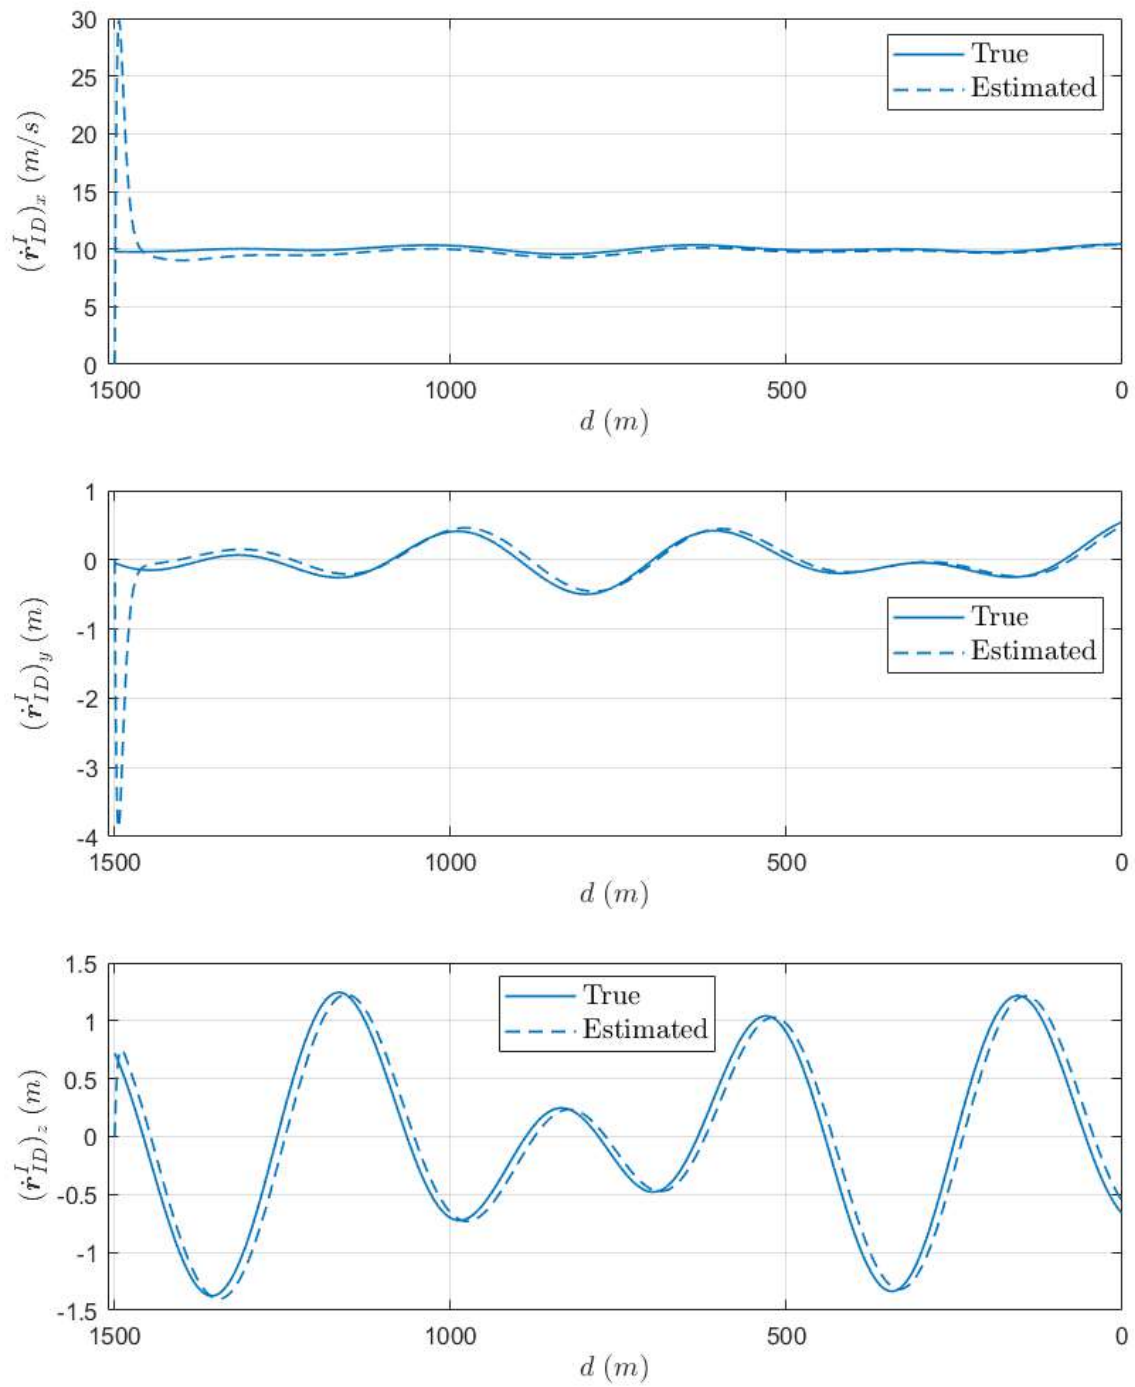 30
25
20
15
10
5
0
(ṙ^I_ID)_x (m/s)
True
Estimated
1500 1000 500 0
d (m)
1
0
-1
-2
-3
-4
(ṙ^I_ID)_y (m)
True
Estimated
1500 1000 500 0
d (m)
1.5
1
0.5
0
-0.5
-1
-1.5
(ṙ^I_ID)_z (m)
True
Estimated
1500 1000 500 0
d (m)